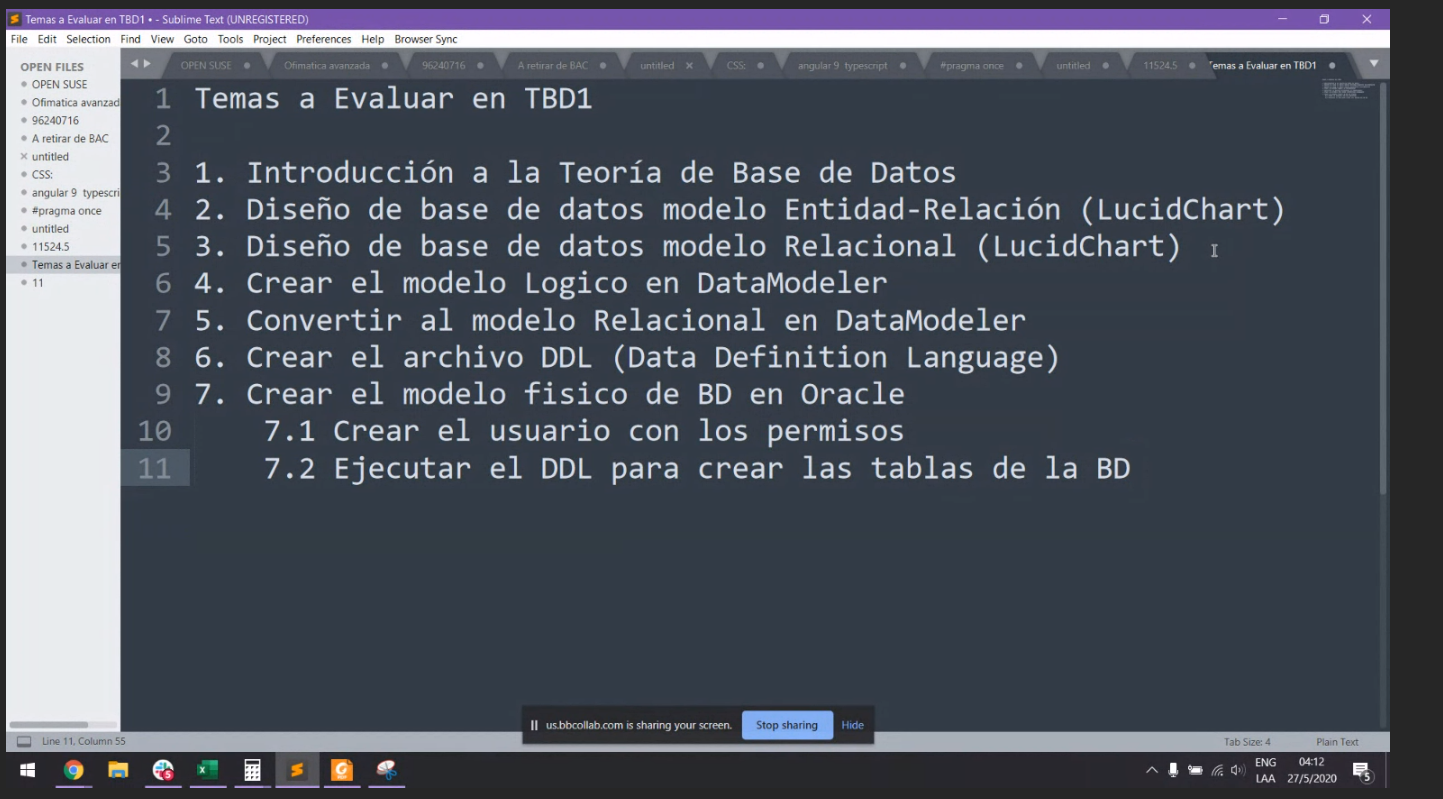 Temas a Evaluar en TBD1 • - Sublime Text (UNREGISTERED)
File Edit Selection Find View Goto Tools Project Preferences Help Browser Sync
OPEN FILES
OPEN SUSE
Ofimatica avanzad
96240716
A retirar de BAC
untitled
CSS:
angular 9 typescri
#pragma once
untitled
11524.5
Temas a Evaluar en
11
OPEN SUSE Ofimatica avanzada 96240716 A retirar de BAC untitled CSS: angular 9 typescript #pragma once untitled 11524.5 Temas a Evaluar en TBD1
1 Temas a Evaluar en TBD1
2
3 1. Introducción a la Teoría de Base de Datos
4 2. Diseño de base de datos modelo Entidad-Relación (LucidChart)
5 3. Diseño de base de datos modelo Relacional (LucidChart)
6 4. Crear el modelo Logico en DataModeler
7 5. Convertir al modelo Relacional en DataModeler
8 6. Crear el archivo DDL (Data Definition Language)
9 7. Crear el modelo fisico de BD en Oracle
10 7.1 Crear el usuario con los permisos
11 7.2 Ejecutar el DDL para crear las tablas de la BD
us.bbcollab.com is sharing your screen. Stop sharing Hide
Line 11, Column 55
Tab Size: 4 Plain Text
ENG 04:12
LAA 27/5/2020
5